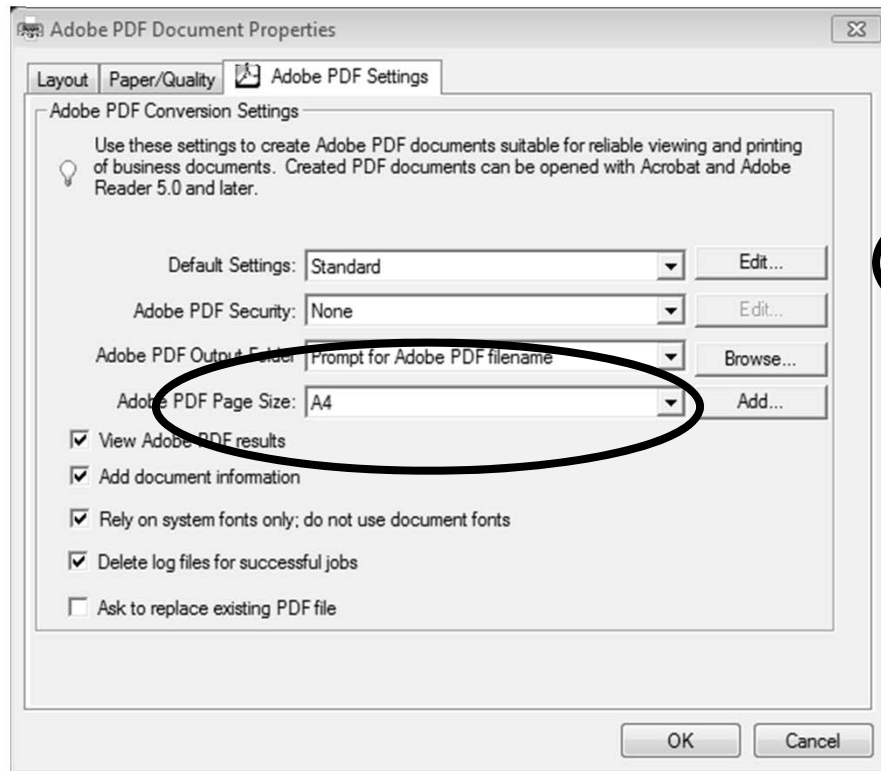 Adobe PDF Document Properties
Layout Paper/Quality Adobe PDF Settings
Adobe PDF Conversion Settings
Use these settings to create Adobe PDF documents suitable for reliable viewing and printing
of business documents. Created PDF documents can be opened with Acrobat and Adobe
Reader 5.0 and later.
Default Settings: Standard Edit...
Adobe PDF Security: None Edit...
Adobe PDF Output Folder Prompt for Adobe PDF filename Browse...
Adobe PDF Page Size: A4 Add...
View Adobe PDF results
Add document information
Rely on system fonts only; do not use document fonts
Delete log files for successful jobs
Ask to replace existing PDF file
OK Cancel